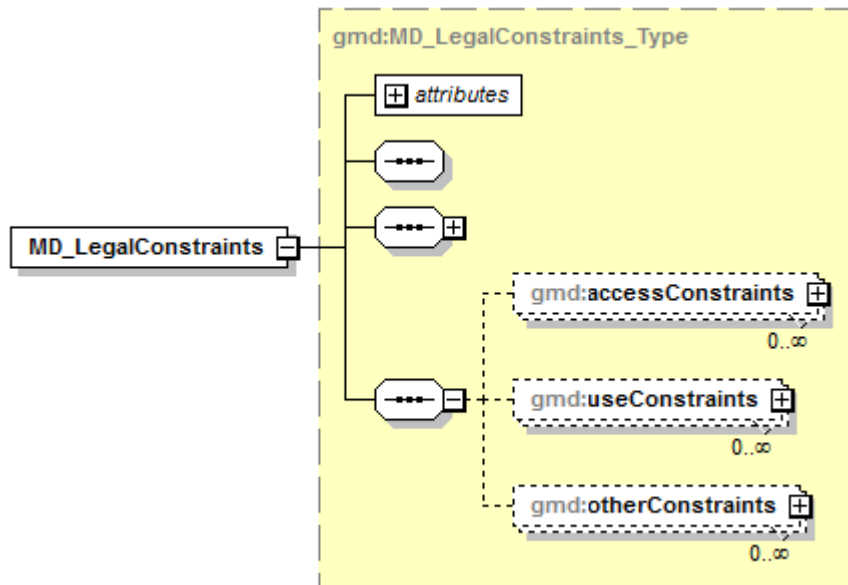 gmd:MD_LegalConstraints_Type
attributes
MD_LegalConstraints
gmd:accessConstraints
0..∞
gmd:useConstraints
0..∞
gmd:otherConstraints
0..∞